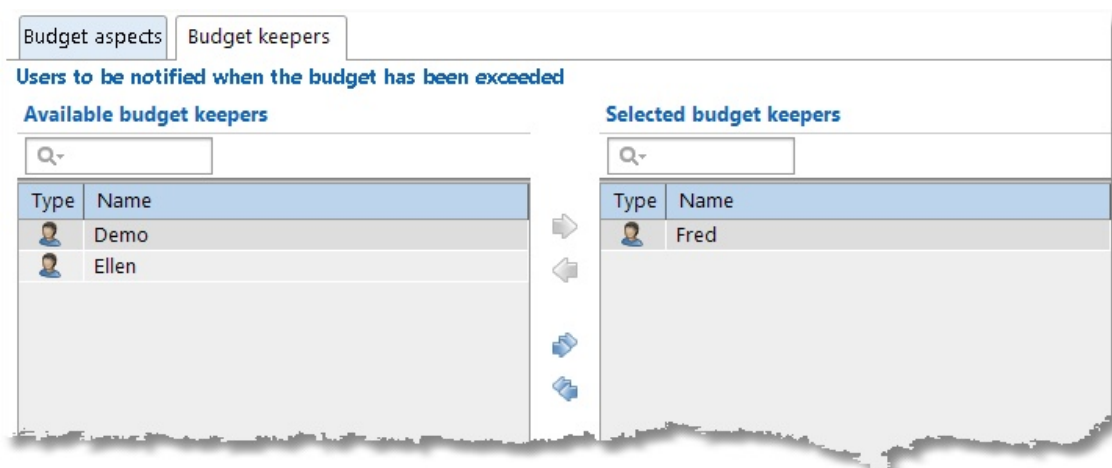 Budget aspects Budget keepers
Users to be notified when the budget has been exceeded
Available budget keepers Selected budget keepers
Type Name Type Name
Demo Fred
Ellen